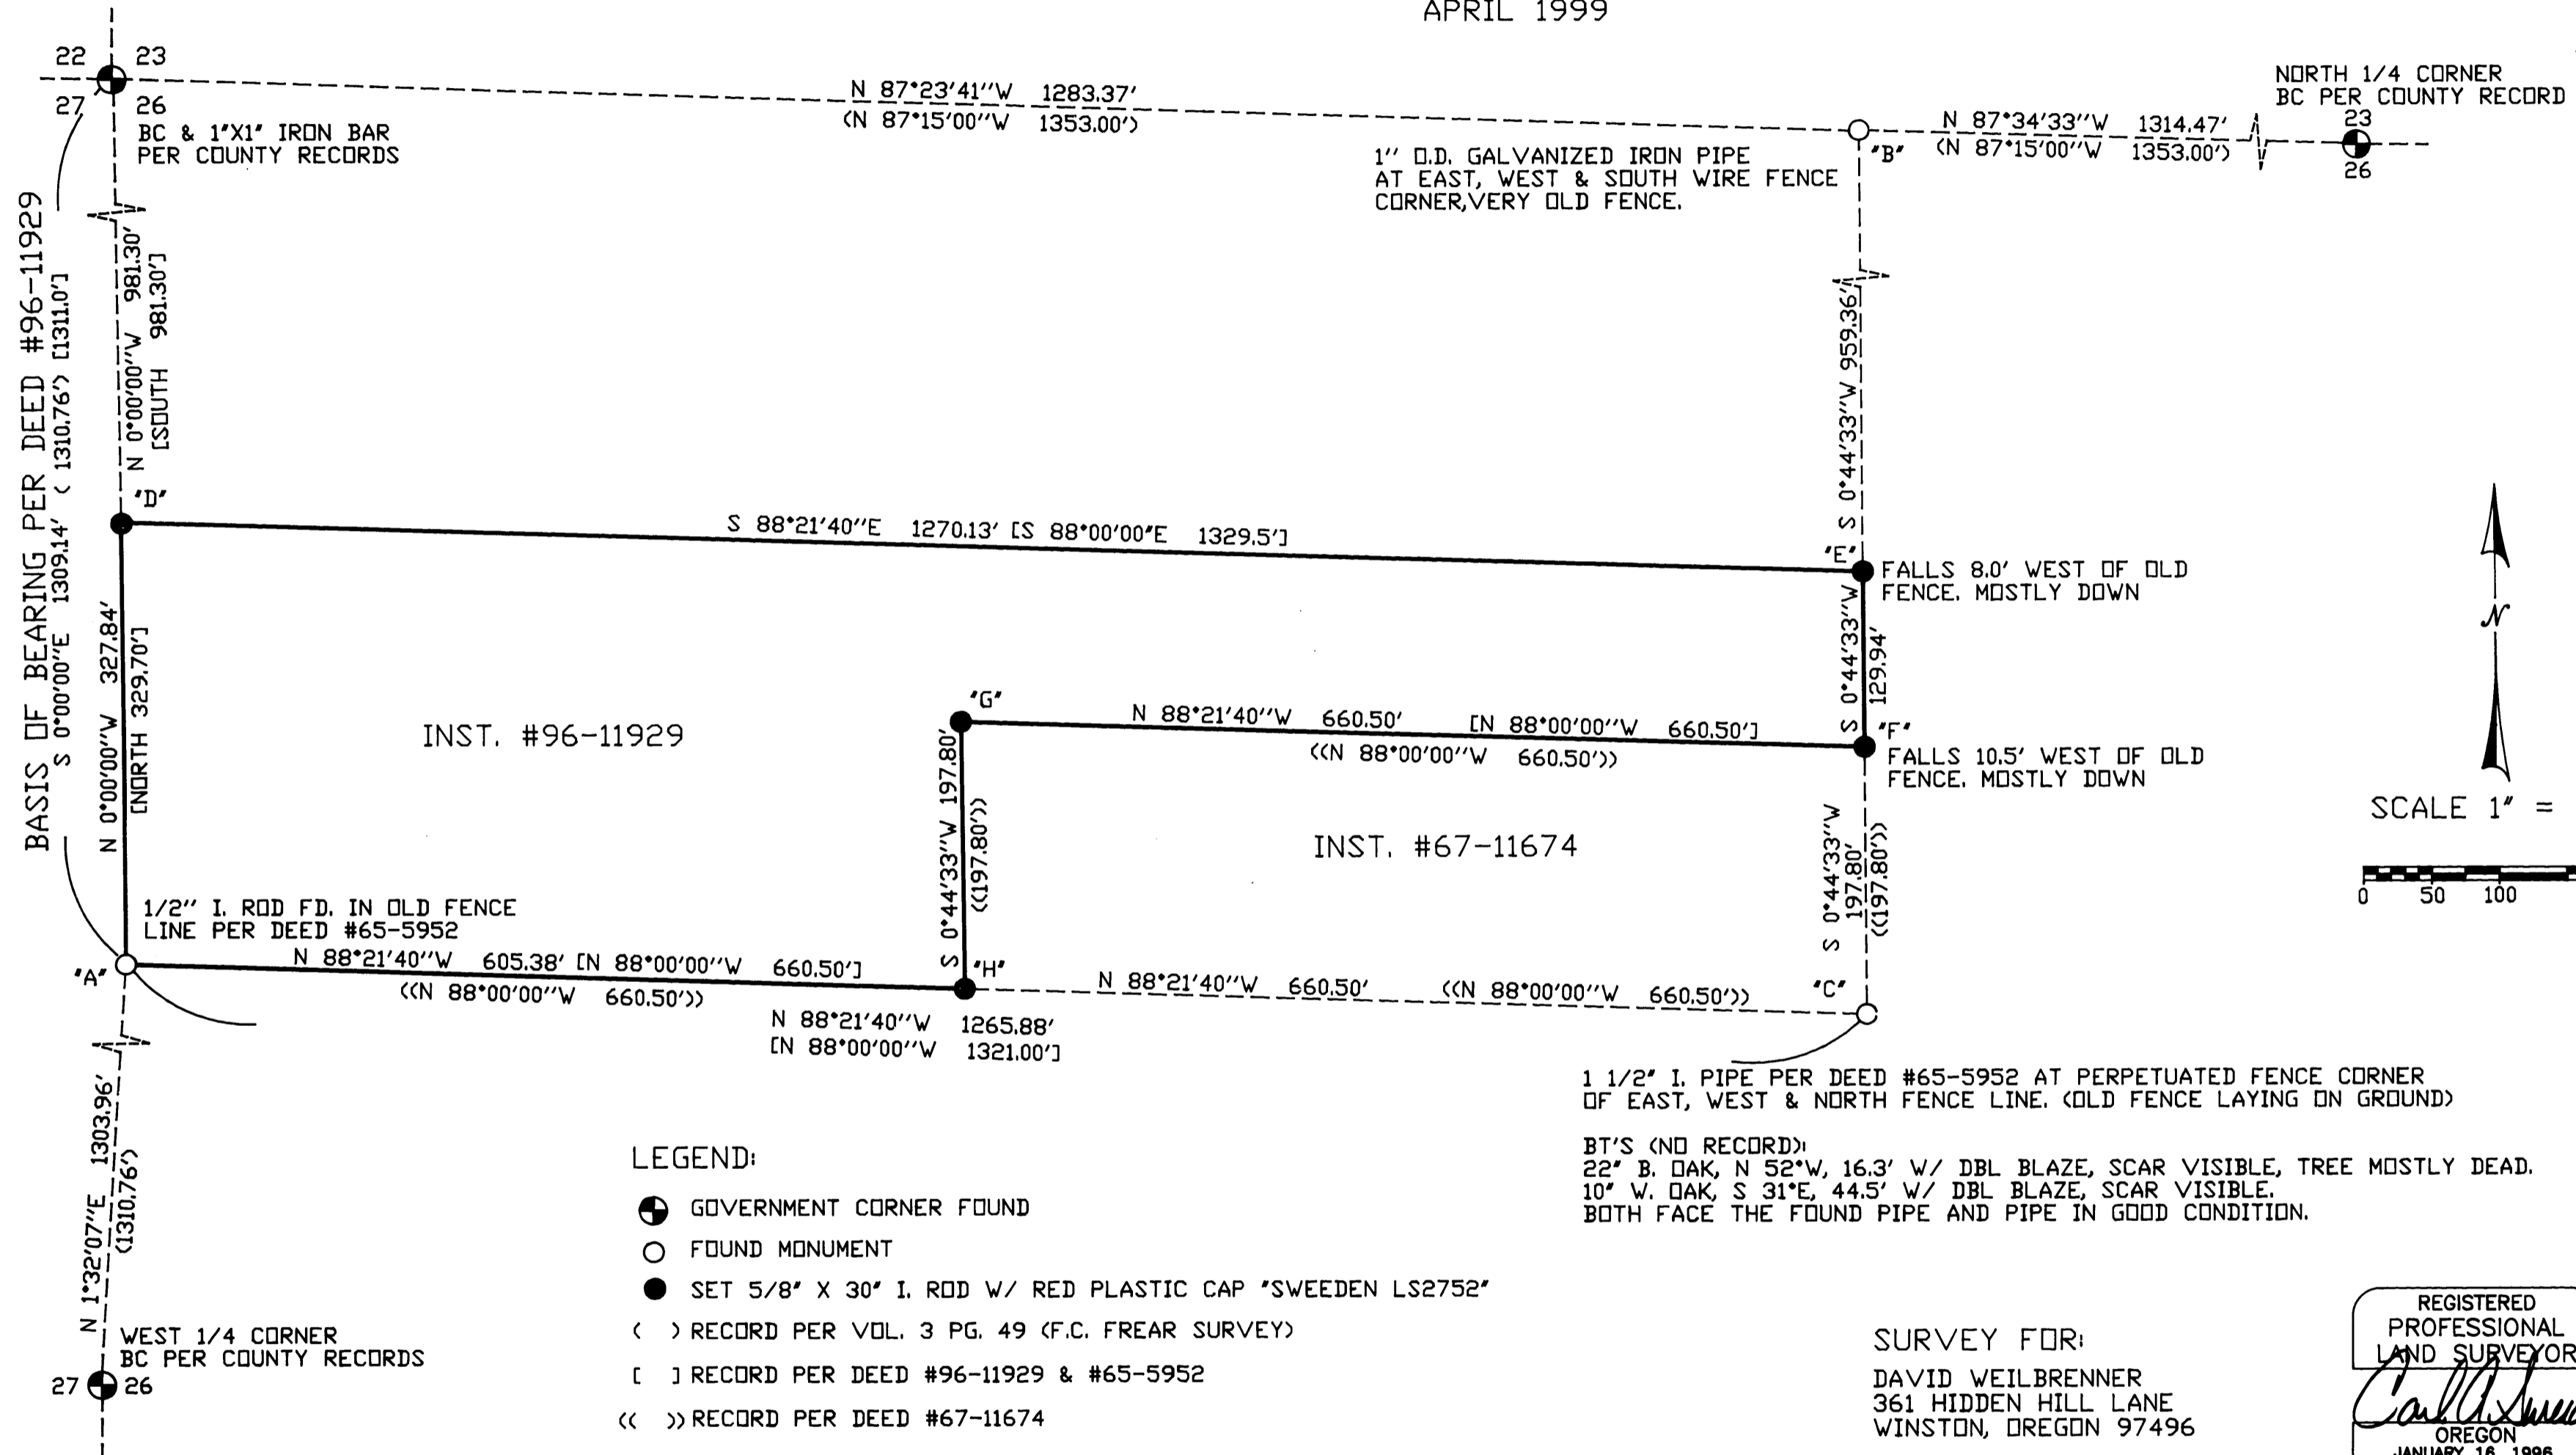 APRIL 1999
22 23
27 26
BC & 1"X1" IRON BAR
PER COUNTY RECORDS
N 87°23'41''W 1283.37'
(N 87°15'00''W 1353.00')
NORTH 1/4 CORNER
BC PER COUNTY RECORD
23
26
N 87°34'33''W 1314.47'
(N 87°15'00''W 1353.00')
"B"
1'' O.D. GALVANIZED IRON PIPE
AT EAST, WEST & SOUTH WIRE FENCE
CORNER,VERY OLD FENCE.
BASIS OF BEARING PER DEED #96-11929
S 0°00'00''E 1309.14' ( 1310.76') [1311.0']
N 0°00'00''W 981.30'
[SOUTH 981.30']
S 0°44'33''W 959.36'
"D"
S 88°21'40''E 1270.13' [S 88°00'00"E 1329.5']
"E"
FALLS 8.0' WEST OF OLD
FENCE. MOSTLY DOWN
N 0°00'00''W 327.84'
[NORTH 329.70']
S 0°44'33''W
129.94'
N
INST. #96-11929
"G"
N 88°21'40''W 660.50' [N 88°00'00''W 660.50']
((N 88°00'00''W 660.50'))
"F"
FALLS 10.5' WEST OF OLD
FENCE. MOSTLY DOWN
S 0°44'33''W 197.80'
((197.80'))
INST. #67-11674
S 0°44'33''W
197.80'
((197.80'))
SCALE 1" =
0 50 100
1/2'' I. ROD FD. IN OLD FENCE
LINE PER DEED #65-5952
"A"
N 88°21'40''W 605.38' [N 88°00'00''W 660.50']
((N 88°00'00''W 660.50'))
"H"
N 88°21'40''W 660.50' ((N 88°00'00''W 660.50'))
"C"
N 88°21'40''W 1265.88'
[N 88°00'00''W 1321.00']
1 1/2" I. PIPE PER DEED #65-5952 AT PERPETUATED FENCE CORNER
OF EAST, WEST & NORTH FENCE LINE. (OLD FENCE LAYING ON GROUND)
BT'S (NO RECORD):
22" B. OAK, N 52°W, 16.3' W/ DBL BLAZE, SCAR VISIBLE, TREE MOSTLY DEAD.
10" W. OAK, S 31°E, 44.5' W/ DBL BLAZE, SCAR VISIBLE.
BOTH FACE THE FOUND PIPE AND PIPE IN GOOD CONDITION.
N 1°32'07''E 1303.96'
(1310.76')
WEST 1/4 CORNER
BC PER COUNTY RECORDS
27 26
LEGEND:
GOVERNMENT CORNER FOUND
FOUND MONUMENT
SET 5/8" X 30" I. ROD W/ RED PLASTIC CAP "SWEEDEN LS2752"
( ) RECORD PER VOL. 3 PG. 49 (F.C. FREAR SURVEY)
[ ] RECORD PER DEED #96-11929 & #65-5952
(( )) RECORD PER DEED #67-11674
SURVEY FOR:
DAVID WEILBRENNER
361 HIDDEN HILL LANE
WINSTON, OREGON 97496
REGISTERED
PROFESSIONAL
LAND SURVEYOR
OREGON
JANUARY 16, 1996